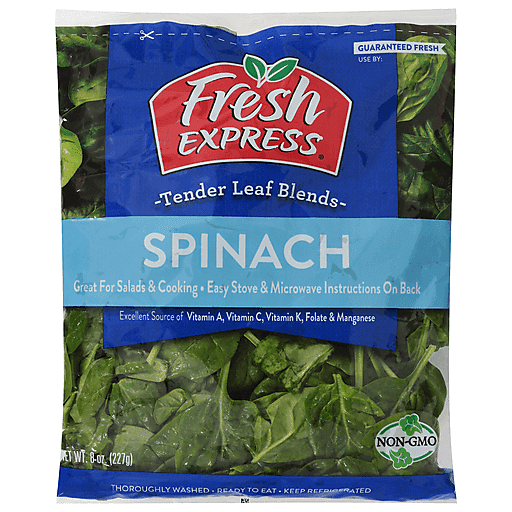 GUARANTEED FRESH
USE BY:
Fresh
EXPRESS®
-Tender Leaf Blends-
SPINACH
Great For Salads & Cooking • Easy Stove & Microwave Instructions On Back
Excellent Source of Vitamin A, Vitamin C, Vitamin K, Folate & Manganese
NON-GMO
NET WT. 8 oz. (227g)
THOROUGHLY WASHED • READY TO EAT • KEEP REFRIGERATED